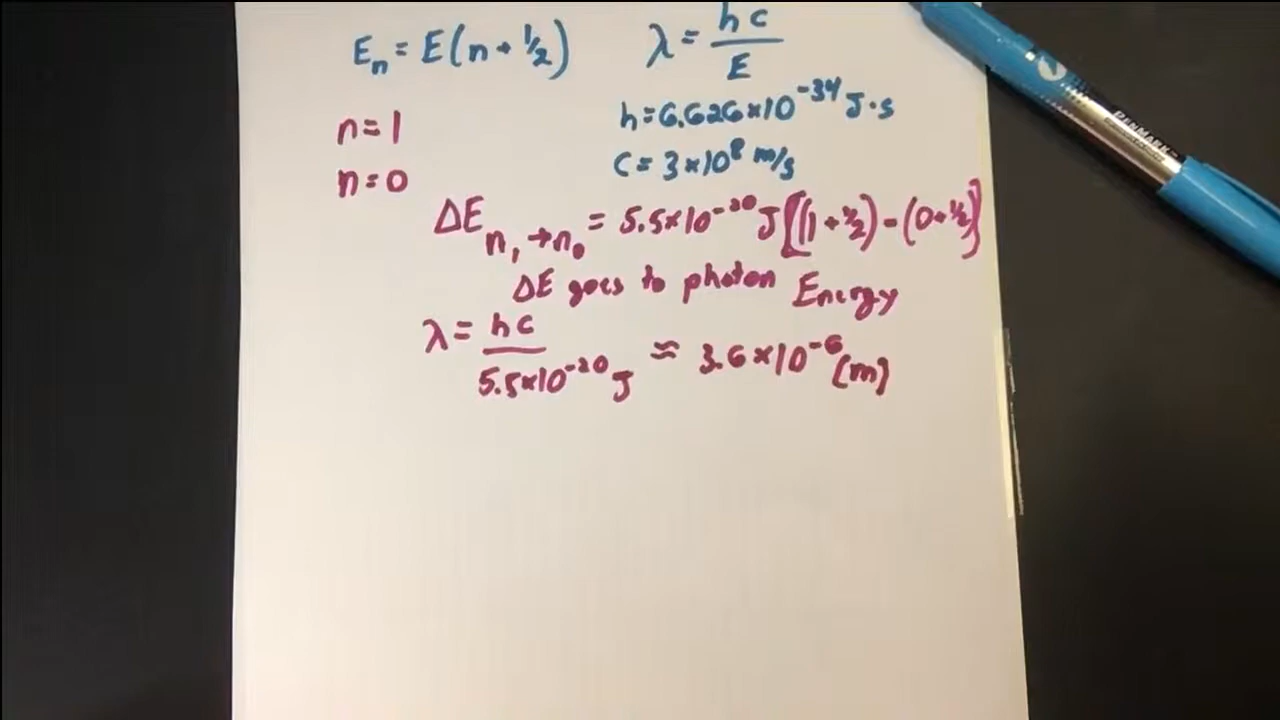 Eₙ = E(n + ½)
λ = hc/E
h = 6.626×10⁻³⁴ J·s
n = 1
c = 3×10⁸ m/s
n = 0
ΔE n₁→n₀ = 5.5×10⁻²⁰ J[(1 + ½) - (0 + ½)]
ΔE goes to photon Energy
λ = hc/5.5×10⁻²⁰ J ≈ 3.6×10⁻⁶ (m)
DENMARK